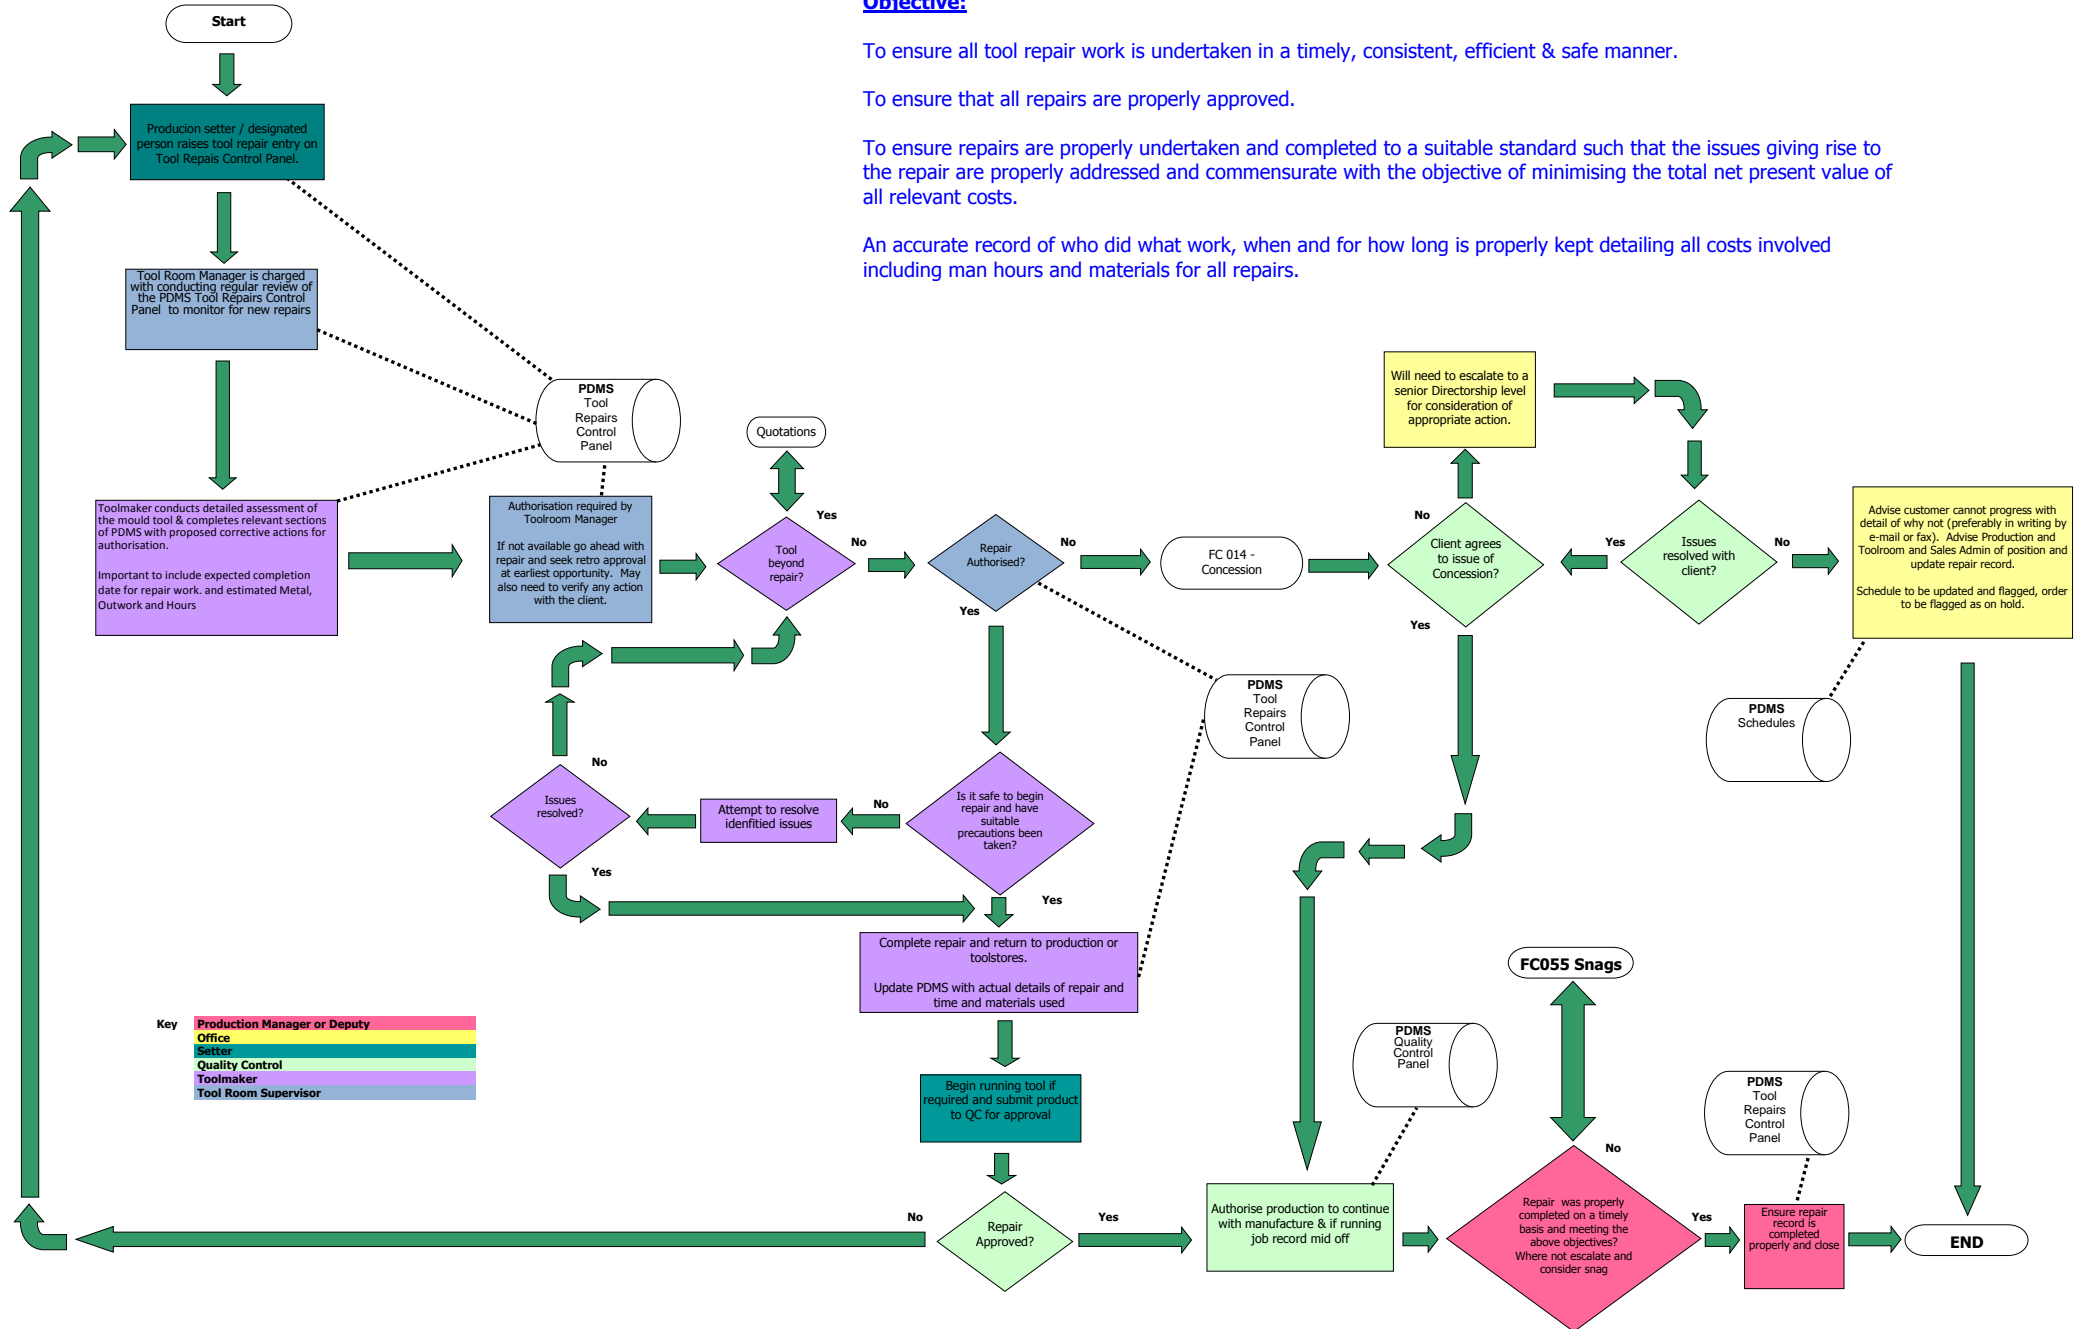 Objective:
To ensure all tool repair work is undertaken in a timely, consistent, efficient & safe manner.
To ensure that all repairs are properly approved.
To ensure repairs are properly undertaken and completed to a suitable standard such that the issues giving rise to
the repair are properly addressed and commensurate with the objective of minimising the total net present value of
all relevant costs.
An accurate record of who did what work, when and for how long is properly kept detailing all costs involved
including man hours and materials for all repairs.
Start
Producion setter / designated
person raises tool repair entry on
Tool Repais Control Panel.
Tool Room Manager is charged
with conducting regular review of
the PDMS Tool Repairs Control
Panel to monitor for new repairs
PDMS
Tool
Repairs
Control
Panel
Toolmaker conducts detailed assessment of
the mould tool & completes relevant sections
of PDMS with proposed corrective actions for
authorisation.
Important to include expected completion
date for repair work. and estimated Metal,
Outwork and Hours
Authorisation required by
Toolroom Manager
If not available go ahead with
repair and seek retro approval
at earliest opportunity. May
also need to verify any action
with the client.
Quotations
Yes
Tool
beyond
repair?
No
Repair
Authorised?
No
Yes
FC 014 -
Concession
Will need to escalate to a
senior Directorship level
for consideration of
appropriate action.
No
Client agrees
to issue of
Concession?
Yes
Yes
Issues
resolved with
client?
No
Advise customer cannot progress with
detail of why not (preferably in writing by
e-mail or fax). Advise Production and
Toolroom and Sales Admin of position and
update repair record.
Schedule to be updated and flagged, order
to be flagged as on hold.
PDMS
Schedules
PDMS
Tool
Repairs
Control
Panel
Is it safe to begin
repair and have
suitable
precautions been
taken?
No
Yes
Attempt to resolve
idenfitied issues
Issues
resolved?
No
Yes
Complete repair and return to production or
toolstores.
Update PDMS with actual details of repair and
time and materials used
Begin running tool if
required and submit product
to QC for approval
Repair
Approved?
No
Yes
Authorise production to continue
with manufacture & if running
job record mid off
PDMS
Quality
Control
Panel
FC055 Snags
No
Repair was properly
completed on a timely
basis and meeting the
above objectives?
Where not escalate and
consider snag
Yes
Ensure repair
record is
completed
properly and close
PDMS
Tool
Repairs
Control
Panel
END
Key
Production Manager or Deputy
Office
Setter
Quality Control
Toolmaker
Tool Room Supervisor